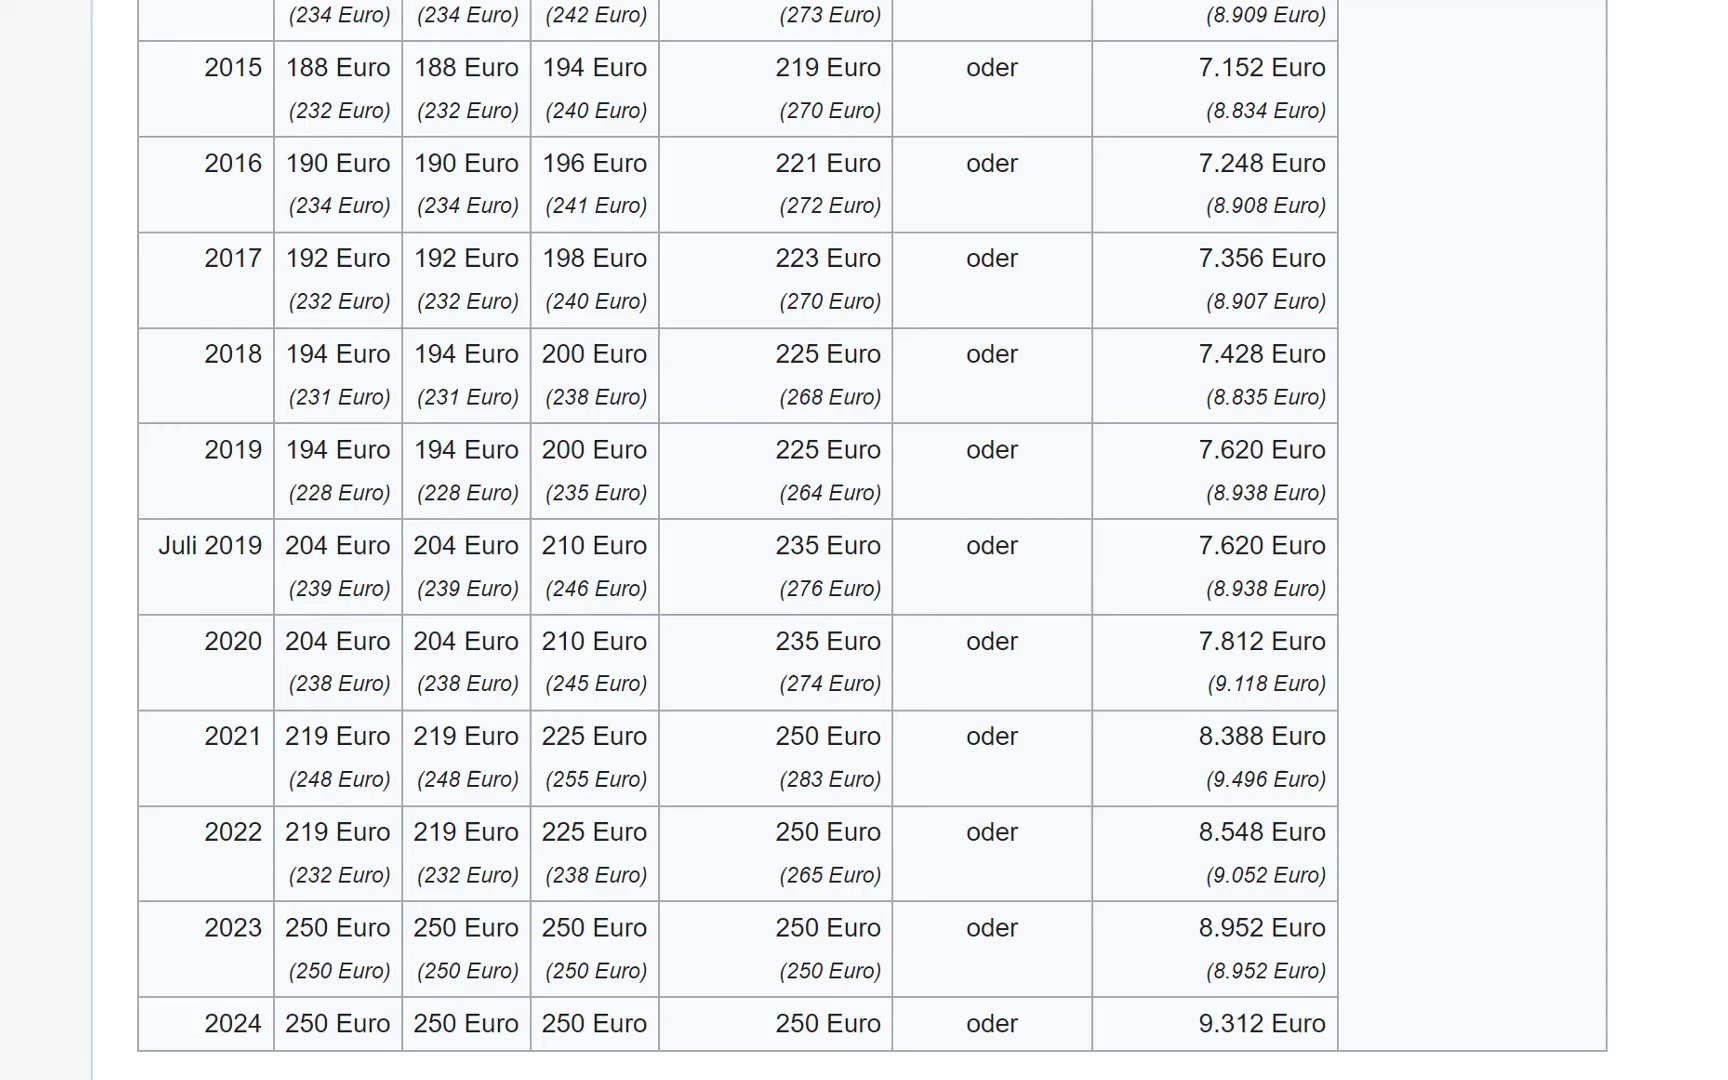 (234 Euro) (234 Euro) (242 Euro) (273 Euro) (8.909 Euro)
2015 188 Euro 188 Euro 194 Euro 219 Euro oder 7.152 Euro
(232 Euro) (232 Euro) (240 Euro) (270 Euro) (8.834 Euro)
2016 190 Euro 190 Euro 196 Euro 221 Euro oder 7.248 Euro
(234 Euro) (234 Euro) (241 Euro) (272 Euro) (8.908 Euro)
2017 192 Euro 192 Euro 198 Euro 223 Euro oder 7.356 Euro
(232 Euro) (232 Euro) (240 Euro) (270 Euro) (8.907 Euro)
2018 194 Euro 194 Euro 200 Euro 225 Euro oder 7.428 Euro
(231 Euro) (231 Euro) (238 Euro) (268 Euro) (8.835 Euro)
2019 194 Euro 194 Euro 200 Euro 225 Euro oder 7.620 Euro
(228 Euro) (228 Euro) (235 Euro) (264 Euro) (8.938 Euro)
Juli 2019 204 Euro 204 Euro 210 Euro 235 Euro oder 7.620 Euro
(239 Euro) (239 Euro) (246 Euro) (276 Euro) (8.938 Euro)
2020 204 Euro 204 Euro 210 Euro 235 Euro oder 7.812 Euro
(238 Euro) (238 Euro) (245 Euro) (274 Euro) (9.118 Euro)
2021 219 Euro 219 Euro 225 Euro 250 Euro oder 8.388 Euro
(248 Euro) (248 Euro) (255 Euro) (283 Euro) (9.496 Euro)
2022 219 Euro 219 Euro 225 Euro 250 Euro oder 8.548 Euro
(232 Euro) (232 Euro) (238 Euro) (265 Euro) (9.052 Euro)
2023 250 Euro 250 Euro 250 Euro 250 Euro oder 8.952 Euro
(250 Euro) (250 Euro) (250 Euro) (250 Euro) (8.952 Euro)
2024 250 Euro 250 Euro 250 Euro 250 Euro oder 9.312 Euro